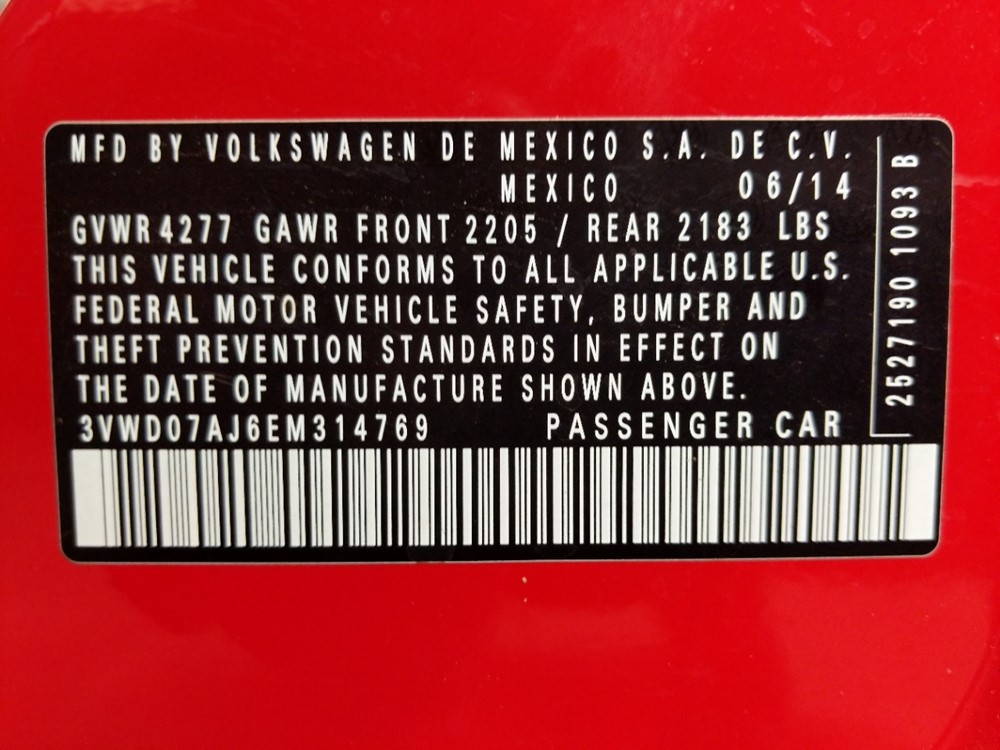 MFD BY VOLKSWAGEN DE MEXICO S.A. DE C.V.
MEXICO 06/14
GVWR 4277 GAWR FRONT 2205 / REAR 2183 LBS
THIS VEHICLE CONFORMS TO ALL APPLICABLE U.S.
FEDERAL MOTOR VEHICLE SAFETY, BUMPER AND
THEFT PREVENTION STANDARDS IN EFFECT ON
THE DATE OF MANUFACTURE SHOWN ABOVE.
3VWD07AJ6EM314769 PASSENGER CAR
2527190 1093 B